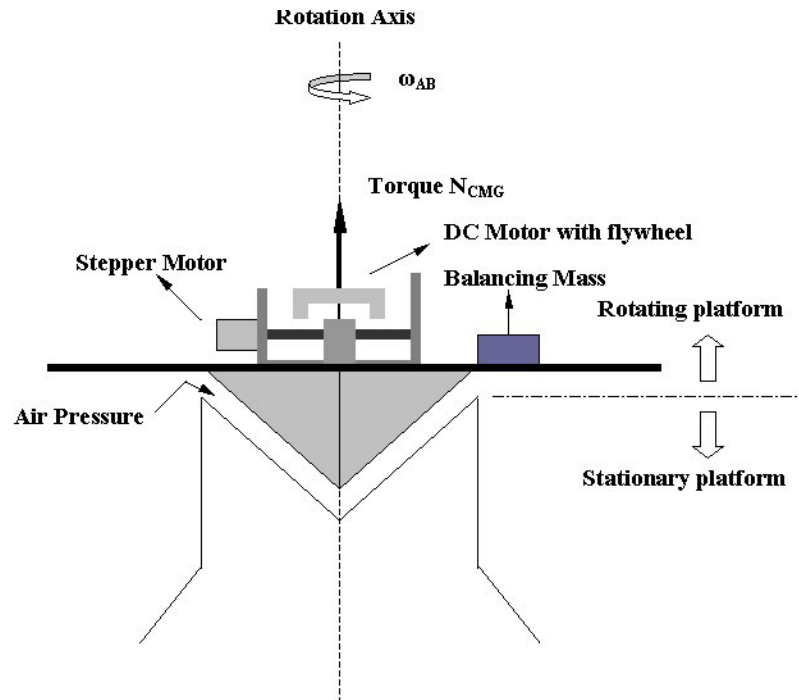 Rotation Axis
ωAB
Torque NCMG
DC Motor with flywheel
Stepper Motor
Balancing Mass
Rotating platform
Air Pressure
Stationary platform